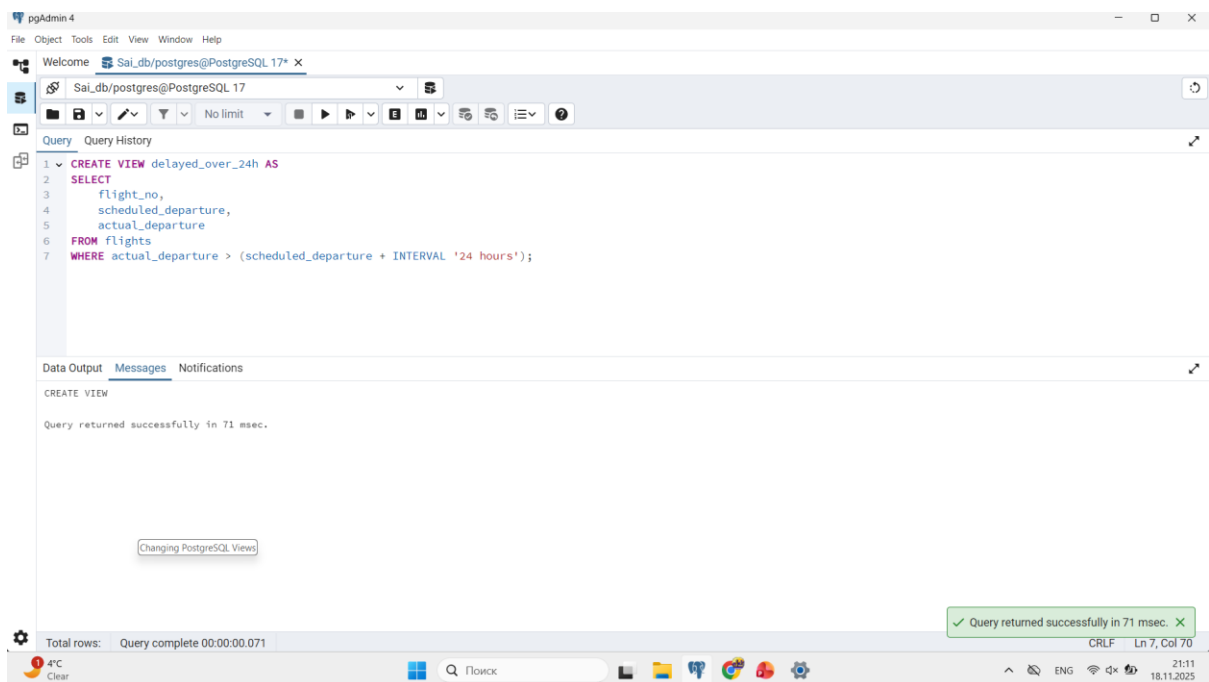 pgAdmin 4
File Object Tools Edit View Window Help
Welcome Sai_db/postgres@PostgreSQL 17*
Sai_db/postgres@PostgreSQL 17
No limit
Query Query History
1 CREATE VIEW delayed_over_24h AS
2 SELECT
3 flight_no,
4 scheduled_departure,
5 actual_departure
6 FROM flights
7 WHERE actual_departure > (scheduled_departure + INTERVAL '24 hours');
Data Output Messages Notifications
CREATE VIEW
Query returned successfully in 71 msec.
Changing PostgreSQL Views
Query returned successfully in 71 msec.
Total rows: Query complete 00:00:00.071 CRLF Ln 7, Col 70
1 4°C Поиск ENG 21:11
Clear 18.11.2025